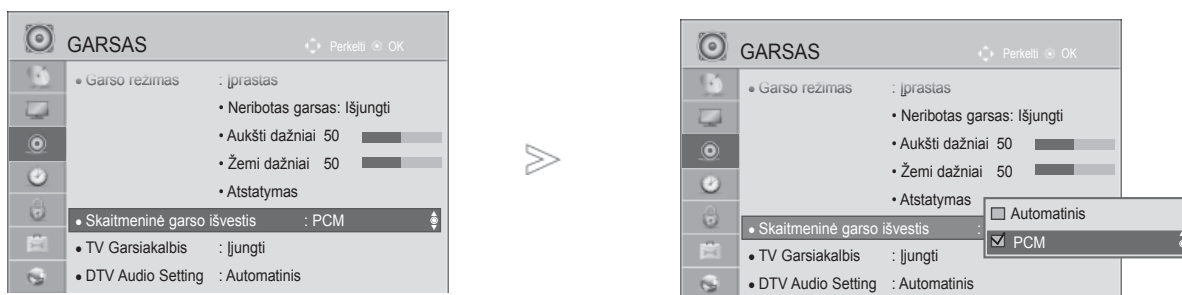 GARSAS
Perkelti OK
• Garso režimas : Įprastas
• Neribotas garsas: Išjungti
• Aukšti dažniai 50
• Žemi dažniai 50
• Atstatymas
• Skaitmeninė garso išvestis : PCM
• TV Garsiakalbis : Įjungti
• DTV Audio Setting : Automatinis
GARSAS
Perkelti OK
• Garso režimas : Įprastas
• Neribotas garsas: Išjungti
• Aukšti dažniai 50
• Žemi dažniai 50
• Atstatymas
• Skaitmeninė garso išvestis :
Automatinis
PCM
• TV Garsiakalbis : Įjungti
• DTV Audio Setting : Automatinis